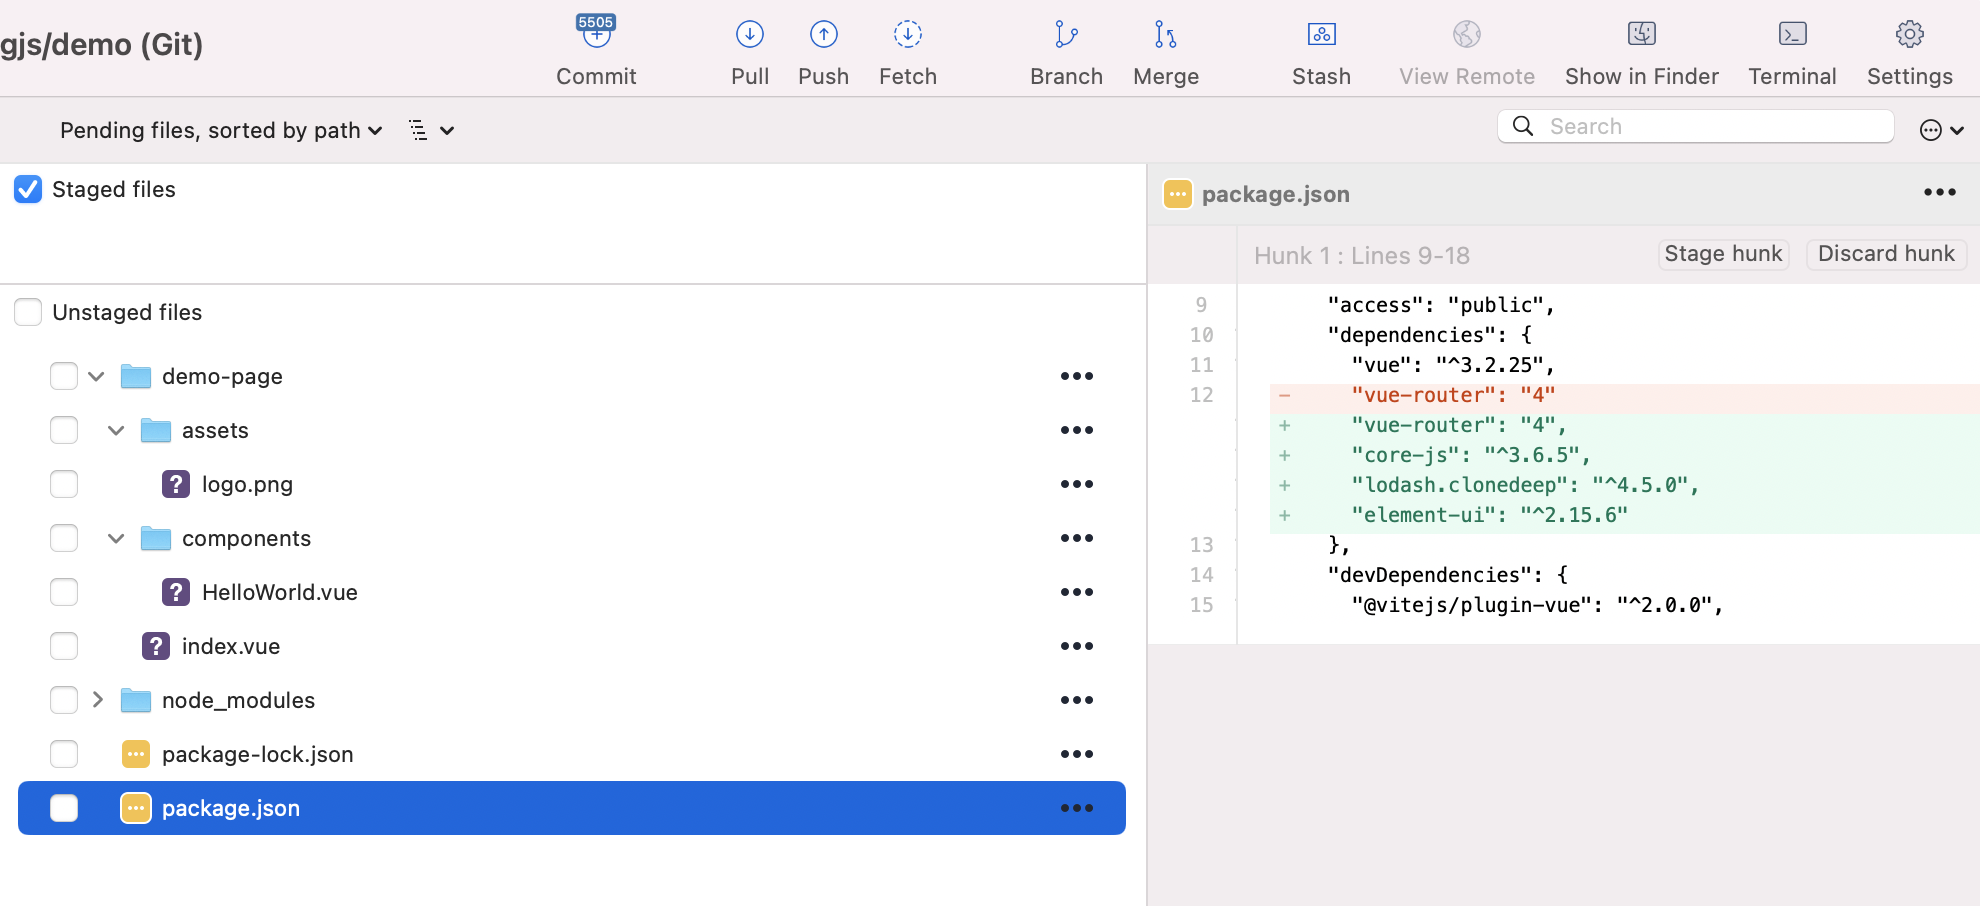 gjs/demo (Git)
5505
Commit
Pull
Push
Fetch
Branch
Merge
Stash
View Remote
Show in Finder
Terminal
Settings
Pending files, sorted by path
Search
Staged files
Unstaged files
demo-page
assets
? logo.png
components
? HelloWorld.vue
? index.vue
node_modules
package-lock.json
package.json
package.json
Hunk 1 : Lines 9-18
Stage hunk
Discard hunk
9 "access": "public",
10 "dependencies": {
11 "vue": "^3.2.25",
12 - "vue-router": "4"
+ "vue-router": "4",
+ "core-js": "^3.6.5",
+ "lodash.clonedeep": "^4.5.0",
+ "element-ui": "^2.15.6"
13 },
14 "devDependencies": {
15 "@vitejs/plugin-vue": "^2.0.0",